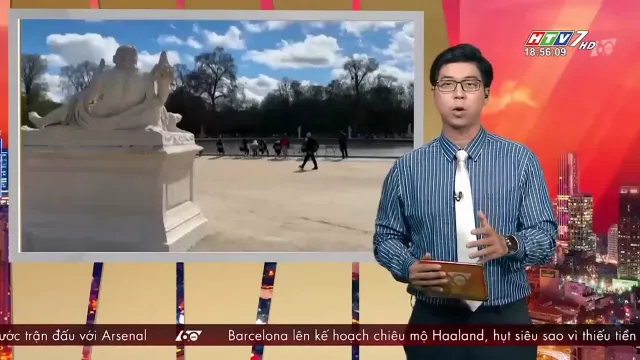 HTV7 HD
18:56:09
ước trận đấu với Arsenal
60
Barcelona lên kế hoạch chiêu mộ Haaland, hụt siêu sao vì thiếu tiền